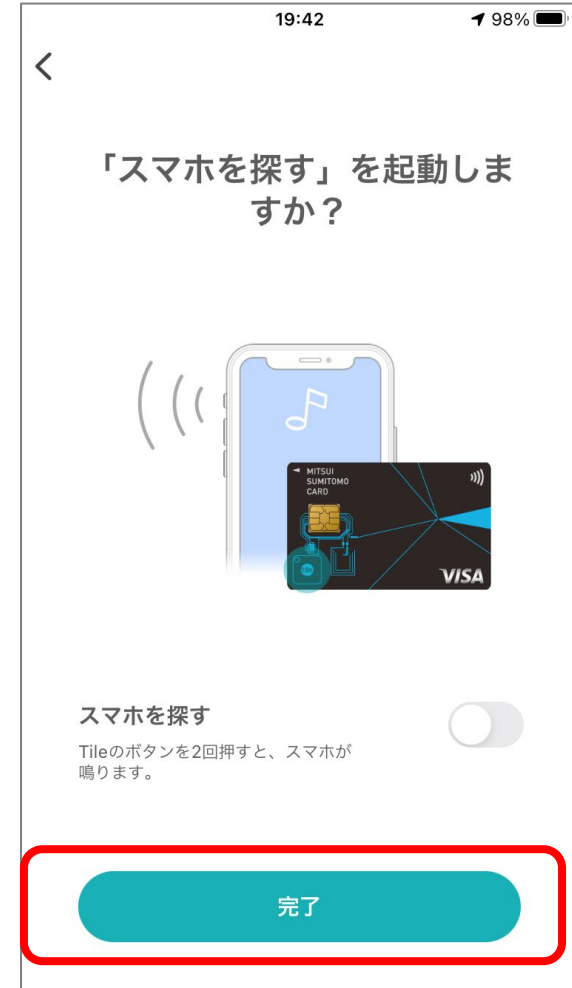 19:42
98%
「スマホを探す」を起動しま
すか？
MITSUI
SUMITOMO
CARD
VISA
スマホを探す
Tileのボタンを2回押すと、スマホが
鳴ります。
完了